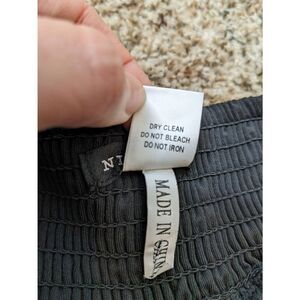 DRY CLEAN
DO NOT BLEACH
DO NOT IRON
MADE IN CHINA